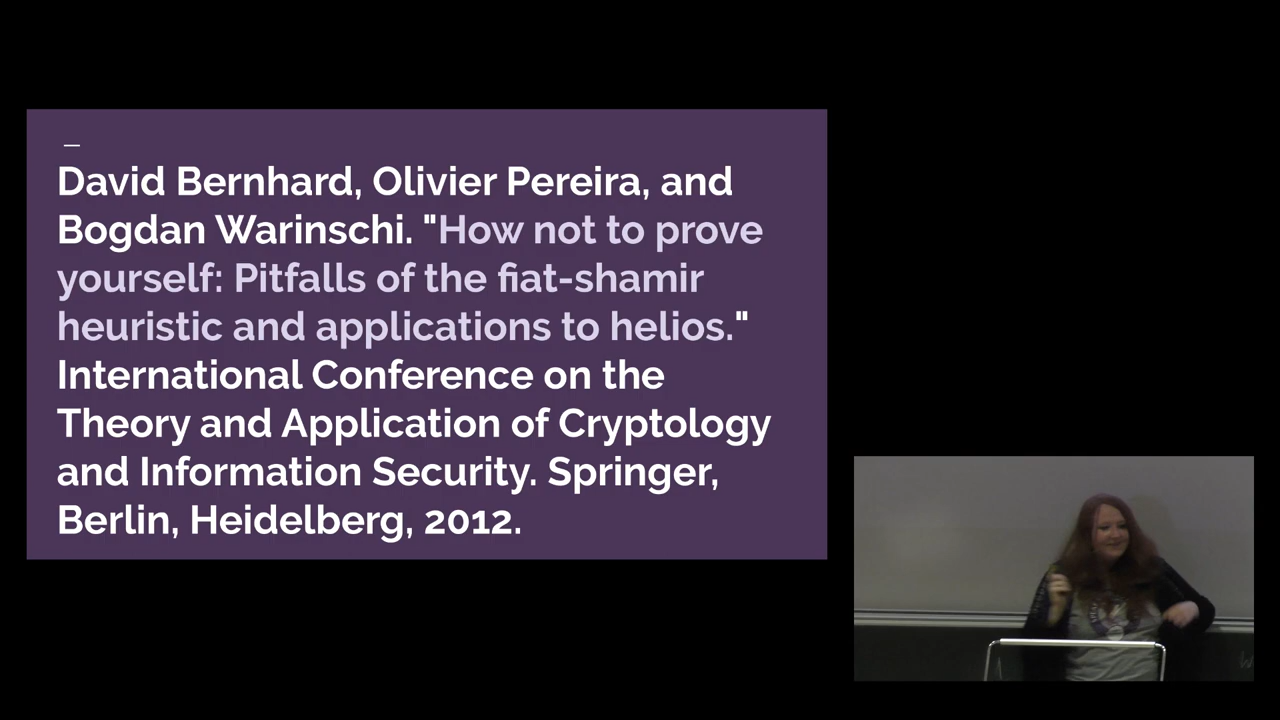 David Bernhard, Olivier Pereira, and
Bogdan Warinschi. "How not to prove
yourself: Pitfalls of the fiat-shamir
heuristic and applications to helios."
International Conference on the
Theory and Application of Cryptology
and Information Security. Springer,
Berlin, Heidelberg, 2012.